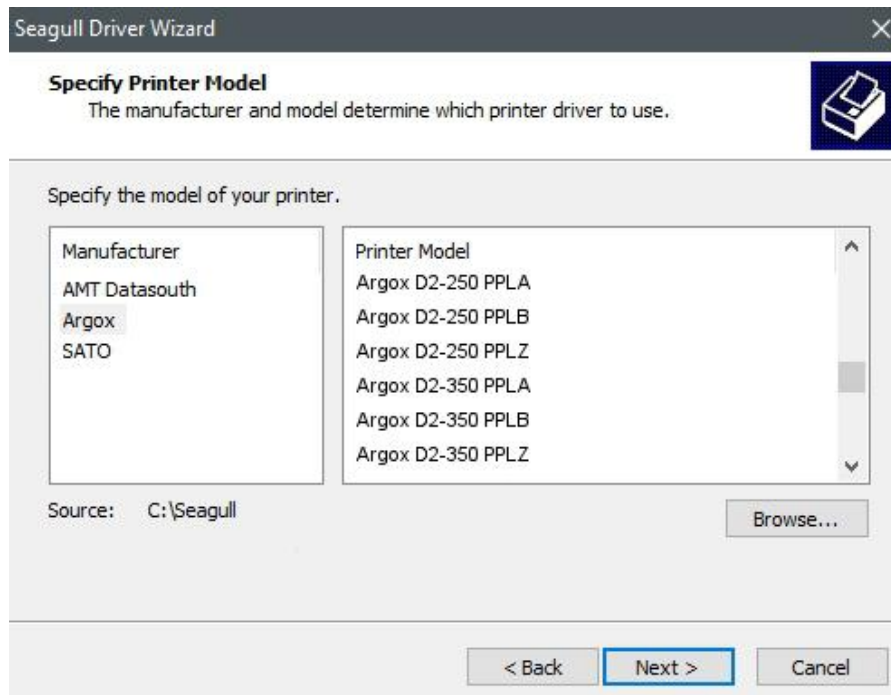 Seagull Driver Wizard
Specify Printer Model
The manufacturer and model determine which printer driver to use.
Specify the model of your printer.
Manufacturer
AMT Datasouth
Argox
SATO
Printer Model
Argox D2-250 PPLA
Argox D2-250 PPLB
Argox D2-250 PPLZ
Argox D2-350 PPLA
Argox D2-350 PPLB
Argox D2-350 PPLZ
Source: C:\Seagull
Browse...
< Back Next > Cancel